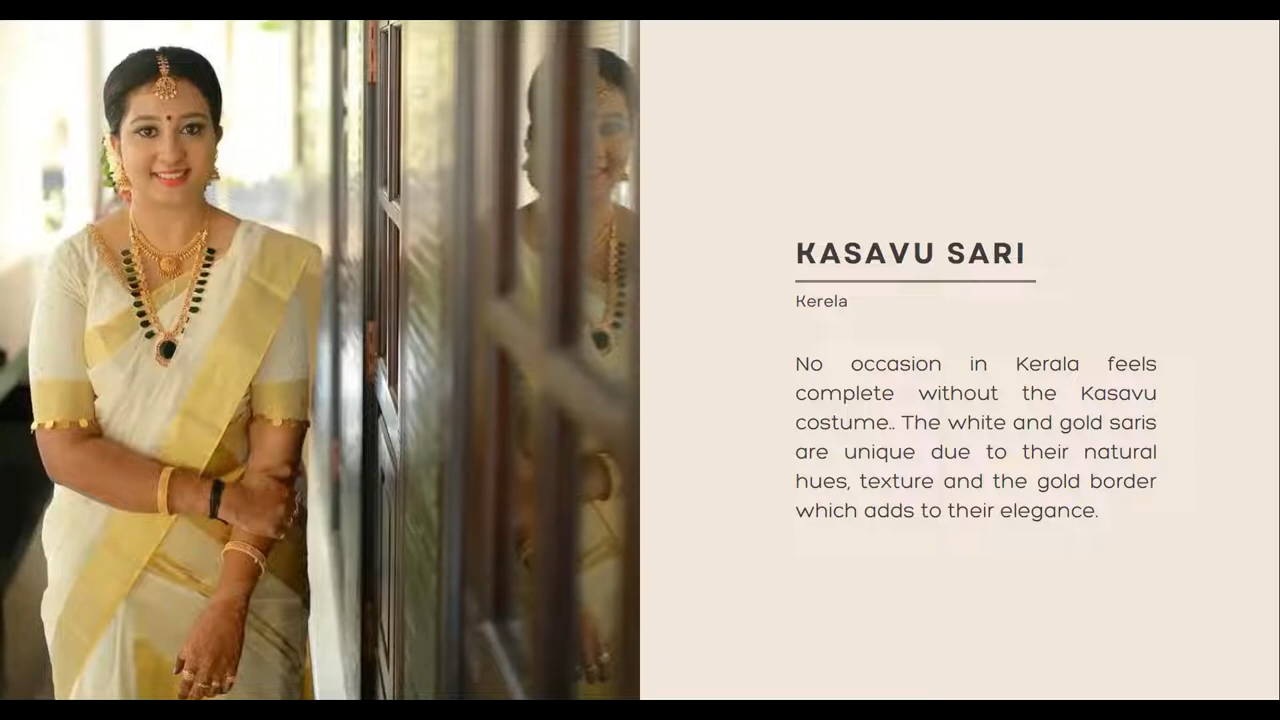 KASAVU SARI
Kerela
No occasion in Kerala feels
complete without the Kasavu
costume.. The white and gold saris
are unique due to their natural
hues, texture and the gold border
which adds to their elegance.